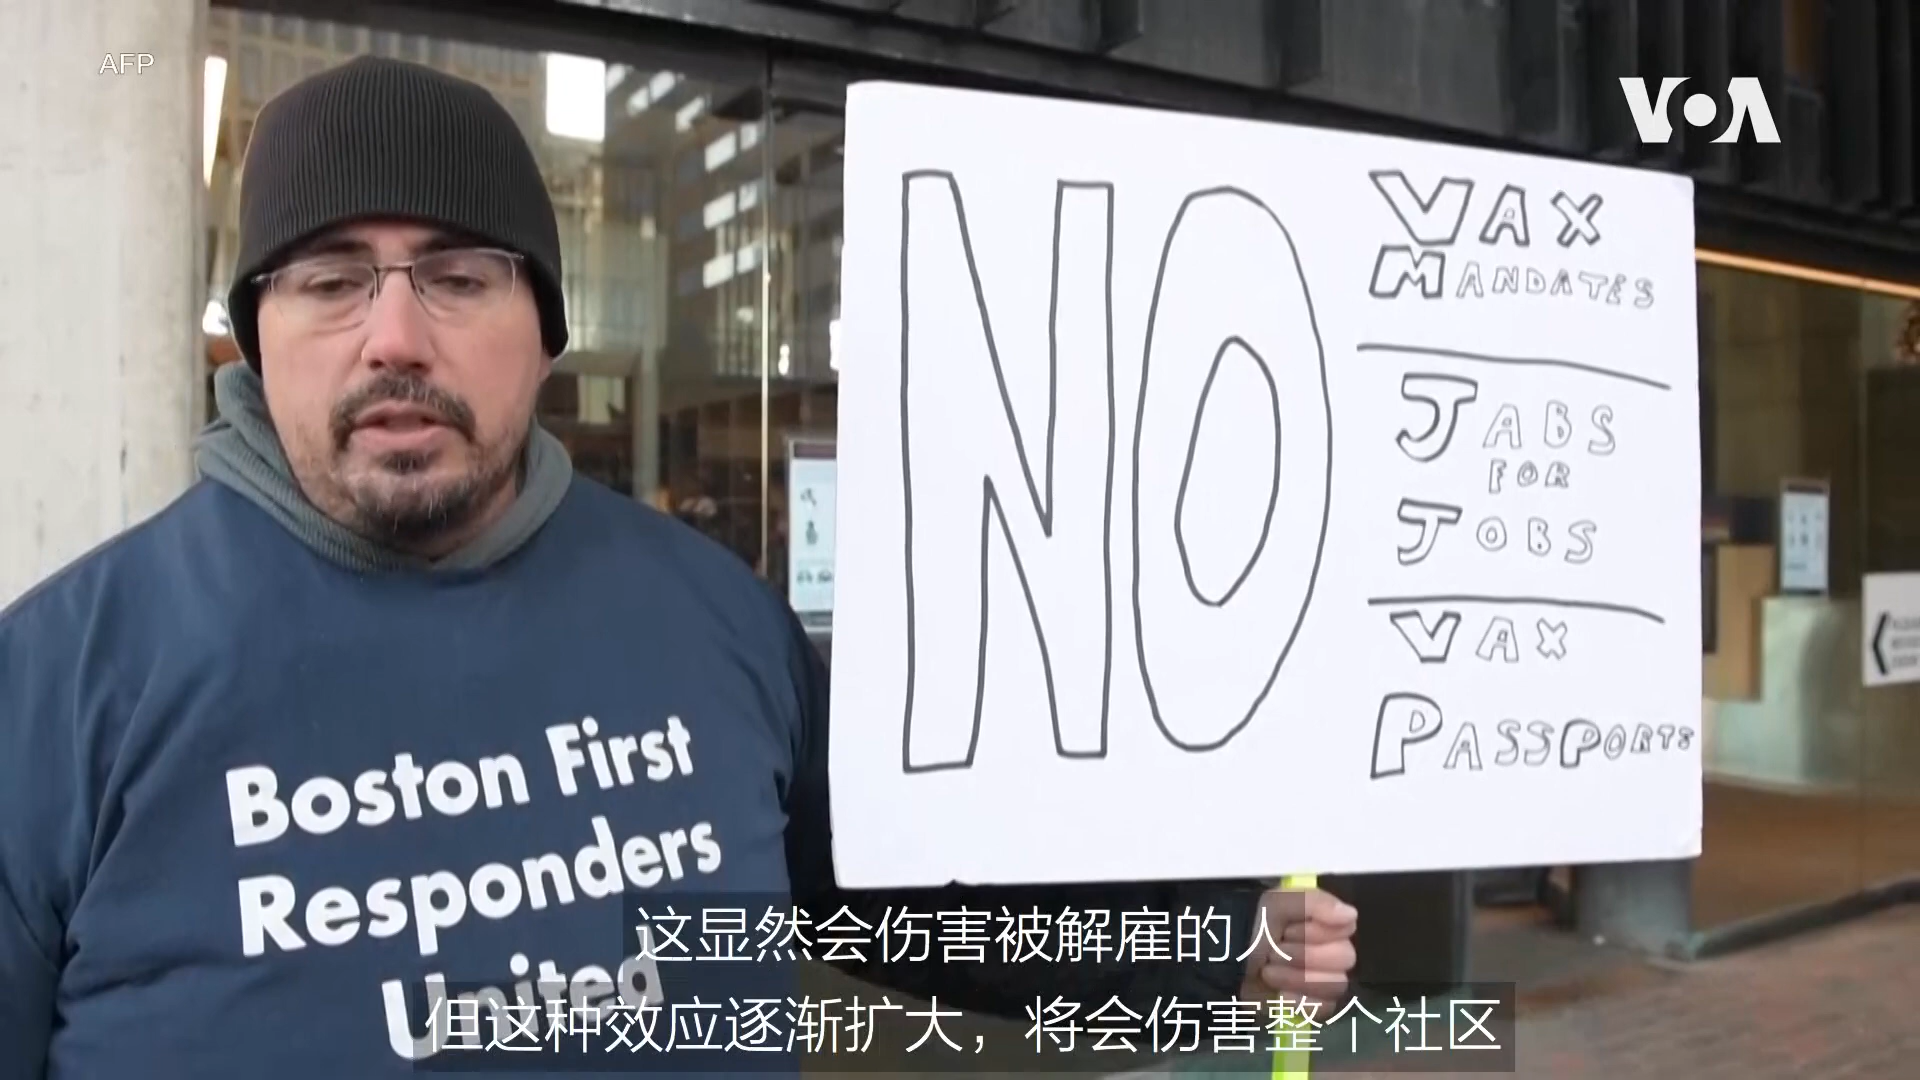 AFP
VOA
NO
VAX
MANDATES
JABS
FOR
JOBS
VAX
PASSPORTS
Boston First
Responders
United
这显然会伤害被解雇的人
但这种效应逐渐扩大，将会伤害整个社区